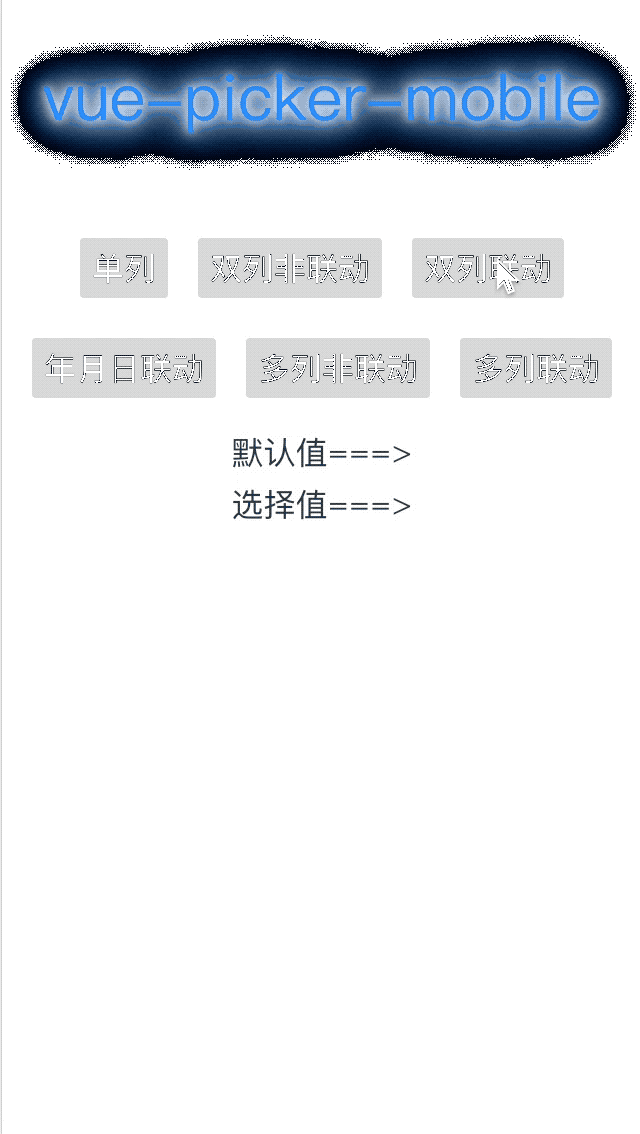 vue-picker-mobile
单列 双列非联动 双列联动
年月日联动 多列非联动 多列联动
默认值===>
选择值===>